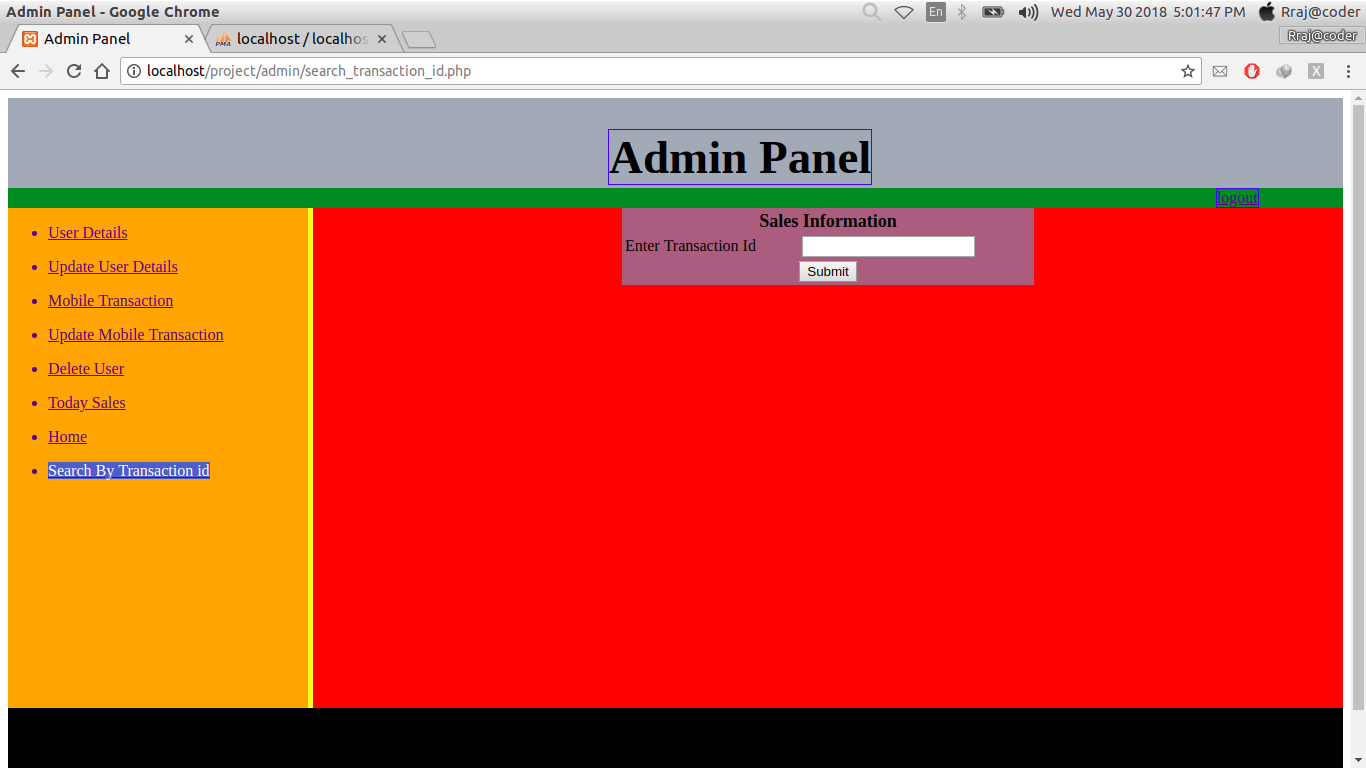 Admin Panel - Google Chrome
En
Wed May 30 2018 5:01:47 PM
Rraj@coder
Admin Panel
PMA
localhost / localhos
Rraj@coder
localhost/project/admin/search_transaction_id.php
X
Admin Panel
logout
User Details
Update User Details
Mobile Transaction
Update Mobile Transaction
Delete User
Today Sales
Home
Search By Transaction id
Sales Information
Enter Transaction Id
Submit